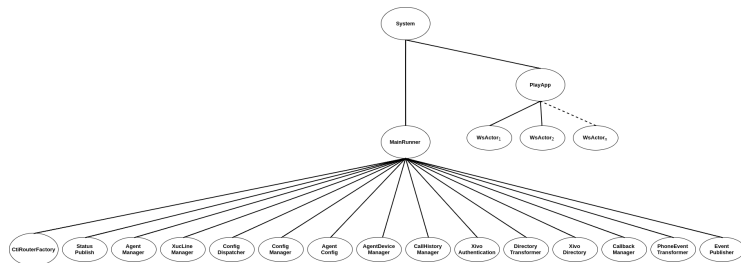 System
PlayApp
WsActor1
WsActor2
WsActorn
MainRunner
CtiRouterFactory
Status
Publish
Agent
Manager
XucLine
Manager
Config
Dispatcher
Config
Manager
Agent
Config
AgentDevice
Manager
CallHistory
Manager
Xivo
Authentication
Directory
Transformer
Xivo
Directory
Callback
Manager
PhoneEvent
Transformer
Event
Publisher